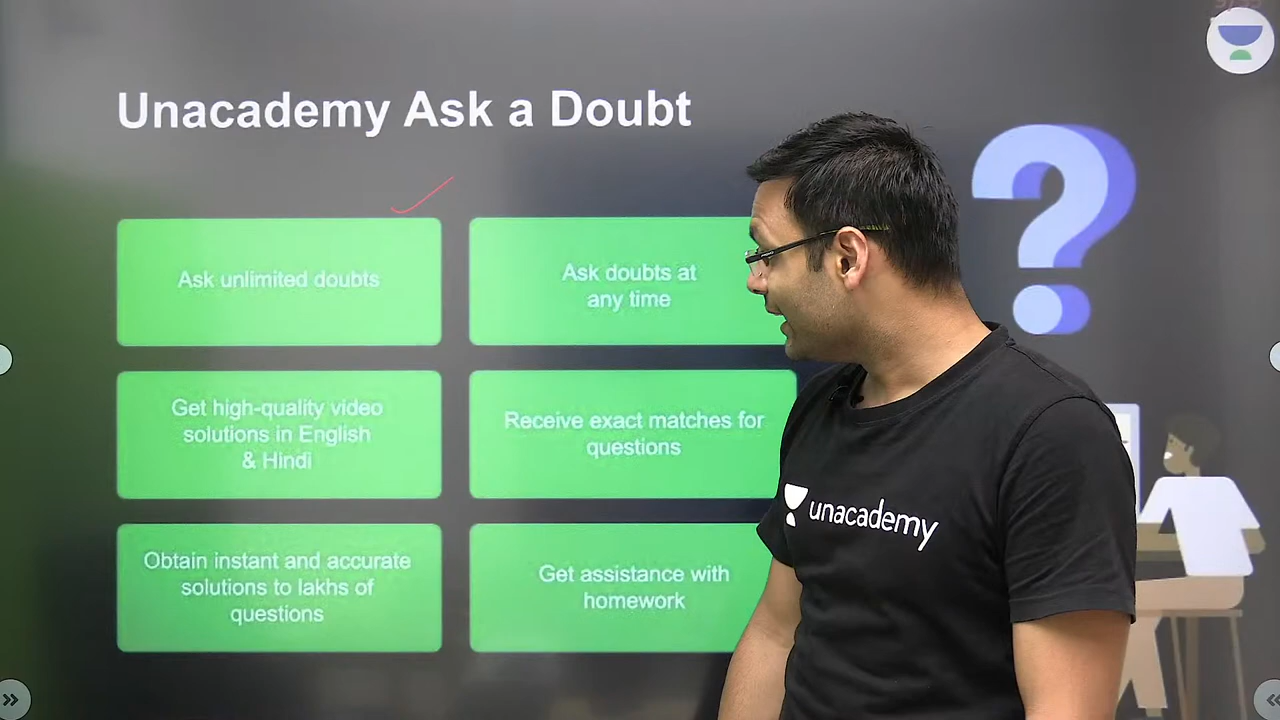 Unacademy Ask a Doubt
Ask unlimited doubts
Ask doubts at
any time
Get high-quality video
solutions in English
& Hindi
Receive exact matches for
questions
Obtain instant and accurate
solutions to lakhs of
questions
Get assistance with
homework
unacademy